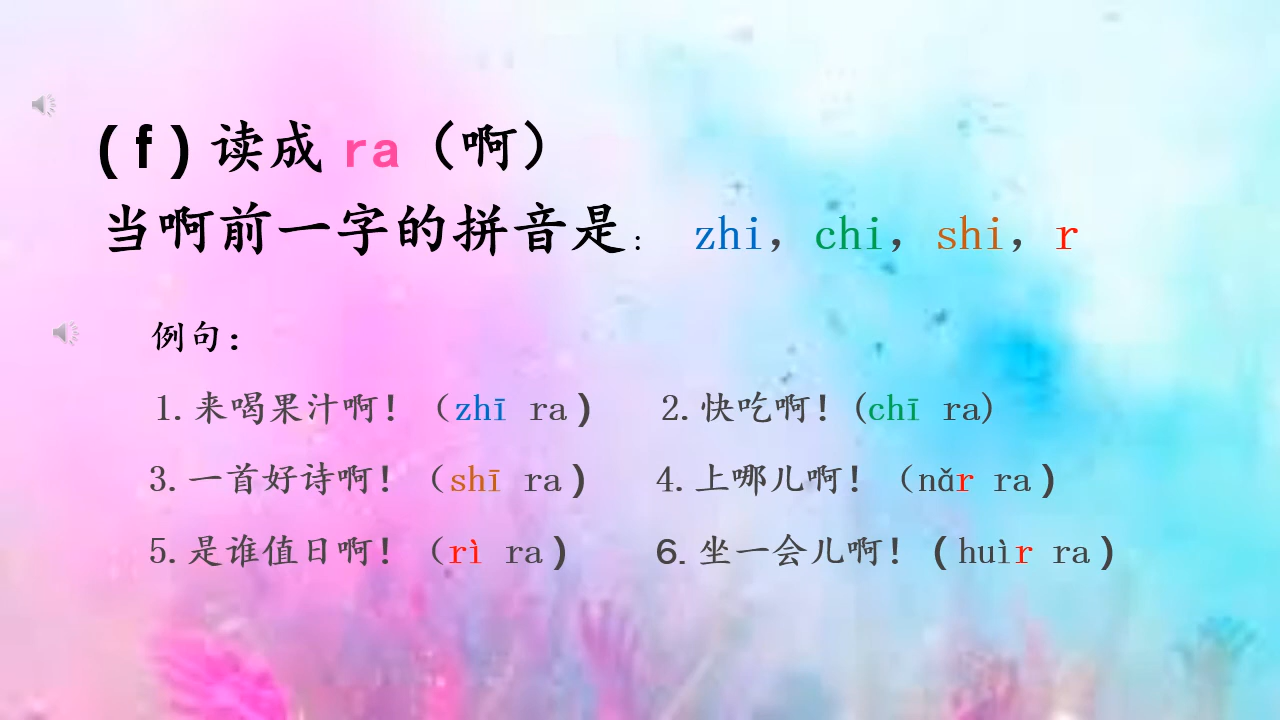 (f)读成 ra（啊）
当啊前一字的拼音是： zhi，chi，shi，r
例句：
1.来喝果汁啊！（zhī ra) 2.快吃啊！(chī ra)
3.一首好诗啊！（shī ra) 4.上哪儿啊！（nǎr ra)
5.是谁值日啊！（rì ra) 6.坐一会儿啊！(huìr ra)